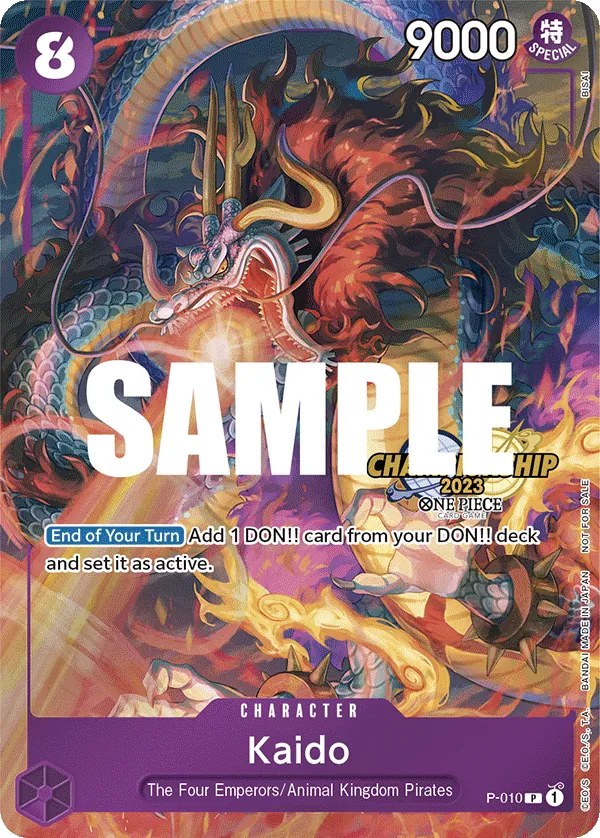 8
9000
特
SPECIAL
BISAI
SAMPLE
CHAMPIONSHIP
2023
ONE PIECE
CARD GAME
NOT FOR SALE
End of Your Turn Add 1 DON!! card from your DON!! deck
and set it as active.
BANDAI MADE IN JAPAN
©EO/S ©E.O./S., T.A.
CHARACTER
Kaido
The Four Emperors/Animal Kingdom Pirates
P-010 P 1